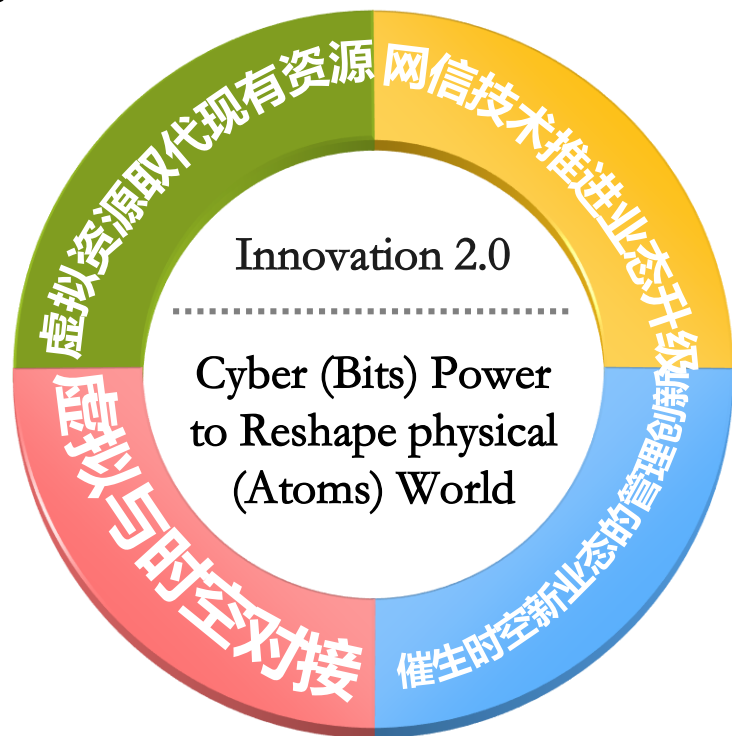 虚拟资源取代现有资源
网信技术推进业态升级
Innovation 2.0
Cyber (Bits) Power
to Reshape physical
(Atoms) World
虚拟与时空对接
催生时空新业态的管理创新